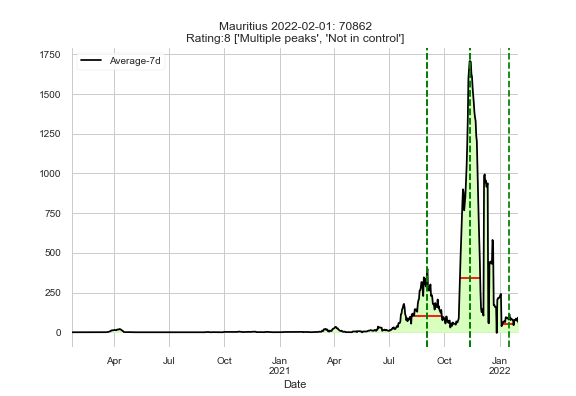 Mauritius 2022-02-01: 70862
Rating:8 ['Multiple peaks', 'Not in control']
Average-7d
1750
1500
1250
1000
750
500
250
0
Apr Jul Oct Jan Apr Jul Oct Jan
2021 2022
Date